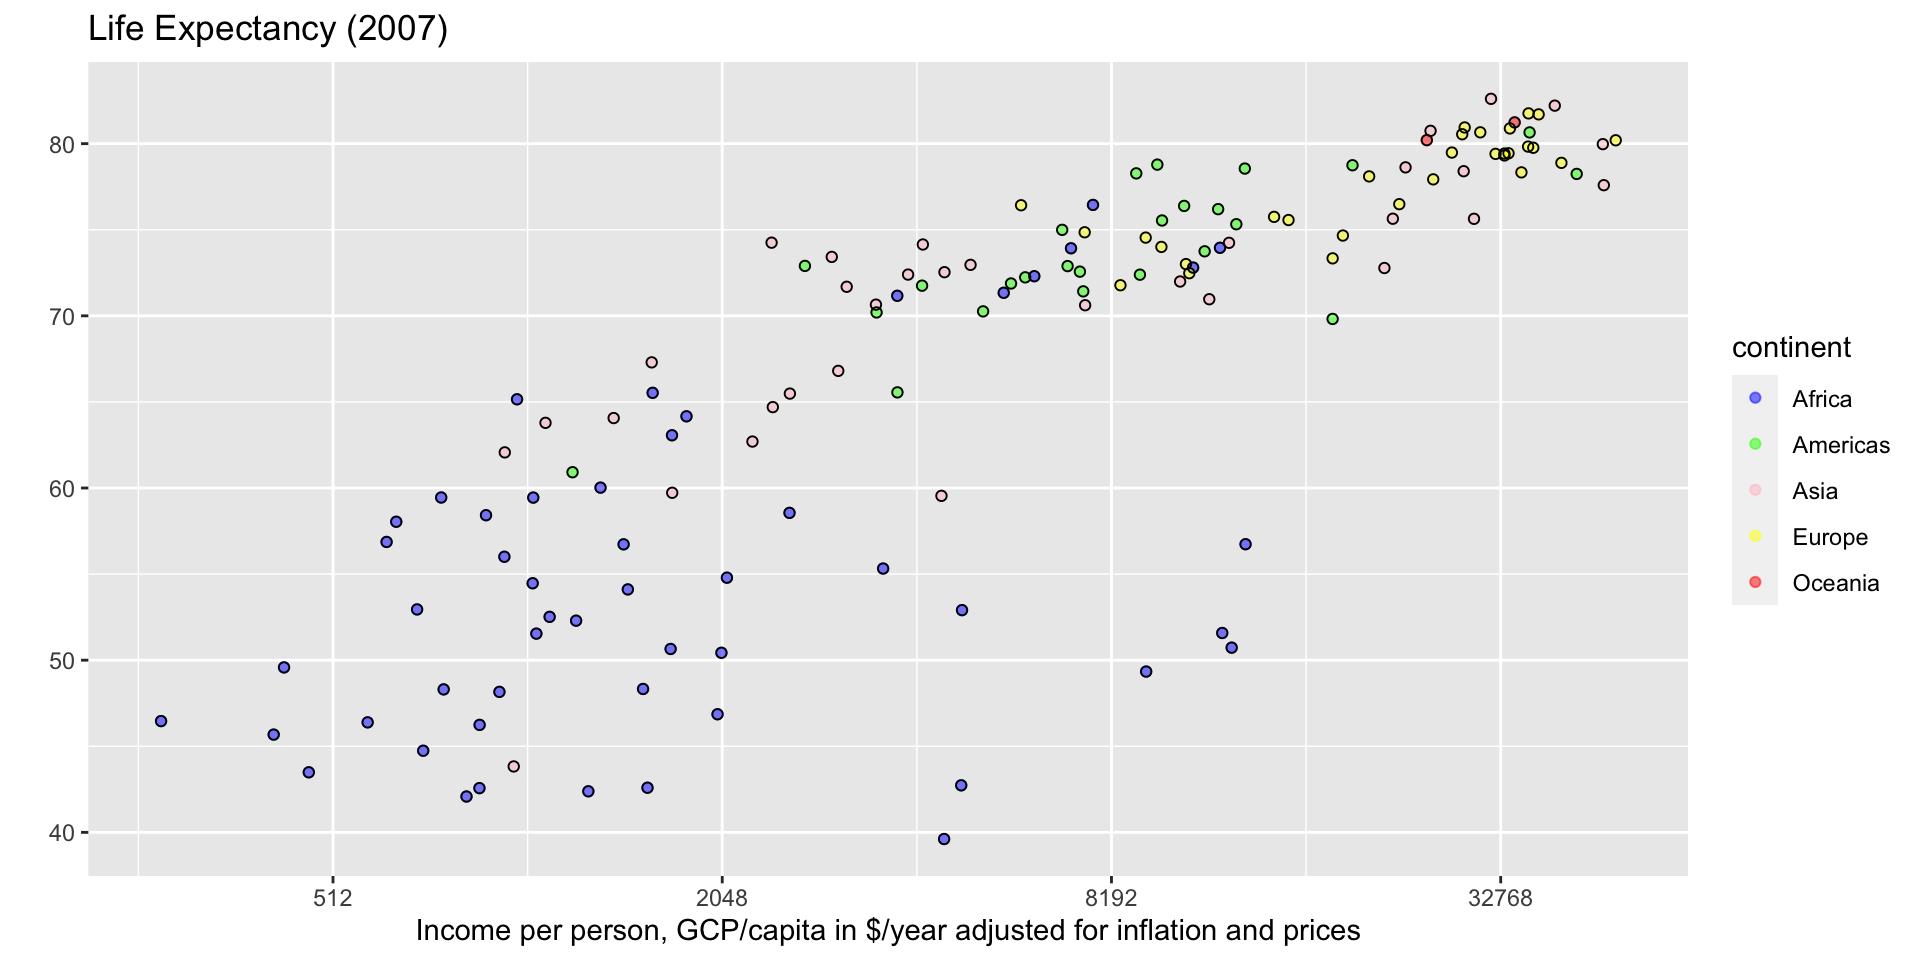 Life Expectancy (2007)
80
70
60
50
40
512 2048 8192 32768
Income per person, GCP/capita in $/year adjusted for inflation and prices
continent
Africa
Americas
Asia
Europe
Oceania